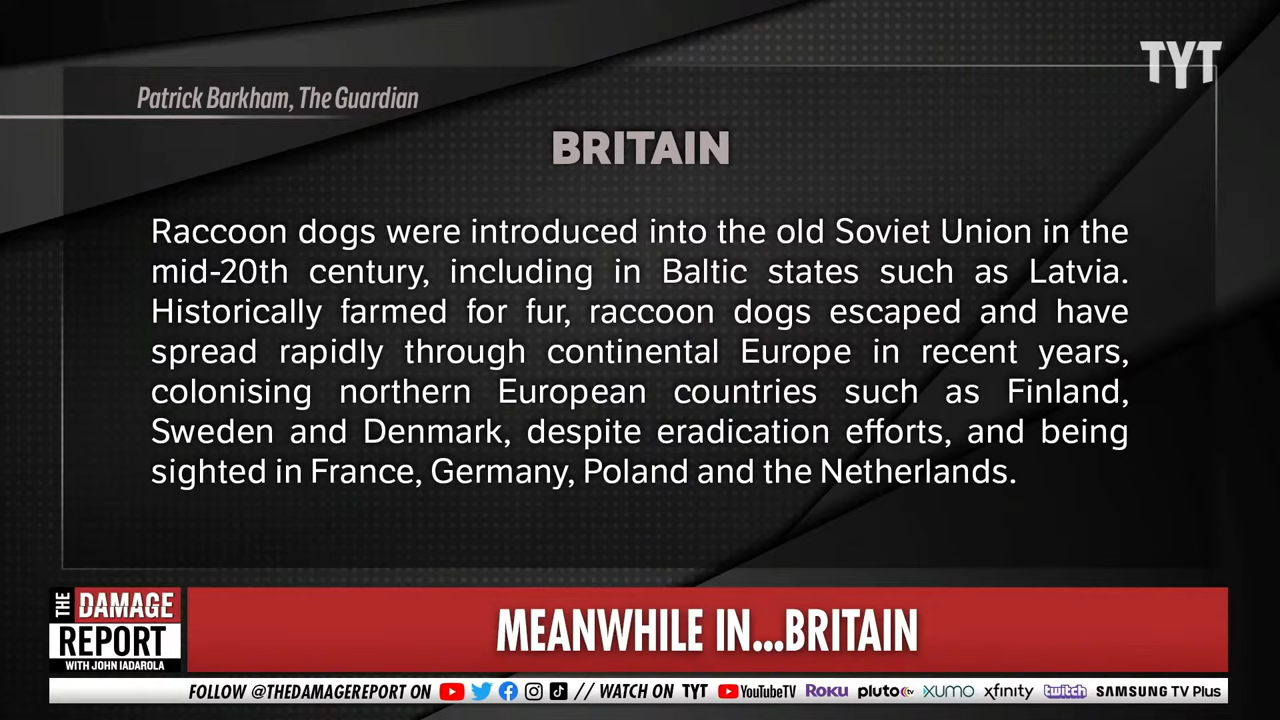 TYT
Patrick Barkham, The Guardian
BRITAIN
Raccoon dogs were introduced into the old Soviet Union in the
mid-20th century, including in Baltic states such as Latvia.
Historically farmed for fur, raccoon dogs escaped and have
spread rapidly through continental Europe in recent years,
colonising northern European countries such as Finland,
Sweden and Denmark, despite eradication efforts, and being
sighted in France, Germany, Poland and the Netherlands.
THE DAMAGE
REPORT
WITH JOHN IADAROLA
MEANWHILE IN...BRITAIN
FOLLOW @THEDAMAGEREPORT ON // WATCH ON TYT YouTubeTV ROKU pluto tv XUMO xfinity twitch SAMSUNG TV Plus